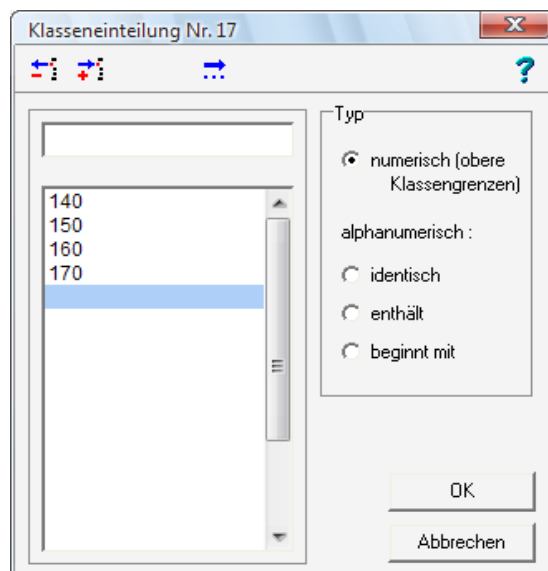 Klasseneinteilung Nr. 17
?
140
150
160
170
Typ
numerisch (obere
Klassengrenzen)
alphanumerisch :
identisch
enthält
beginnt mit
OK
Abbrechen